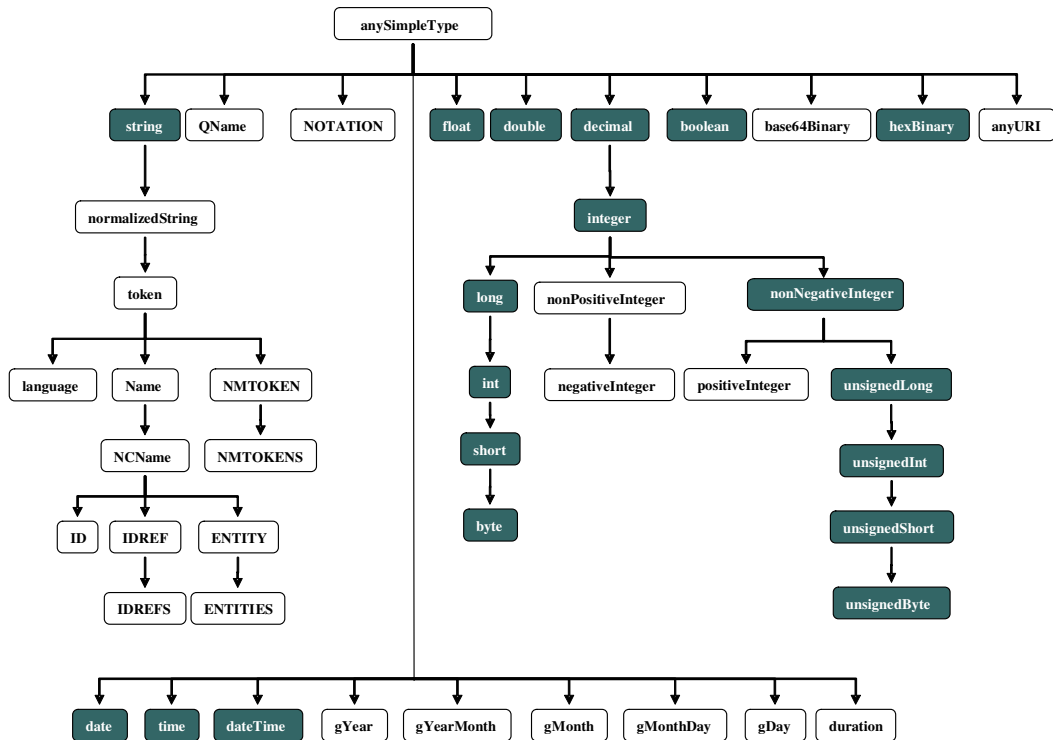 anySimpleType
string QName NOTATION float double decimal boolean base64Binary hexBinary anyURI
normalizedString integer
token long nonPositiveInteger nonNegativeInteger
language Name NMTOKEN int negativeInteger positiveInteger unsignedLong
NCName NMTOKENS short unsignedInt
ID IDREF ENTITY byte unsignedShort
IDREFS ENTITIES unsignedByte
date time dateTime gYear gYearMonth gMonth gMonthDay gDay duration